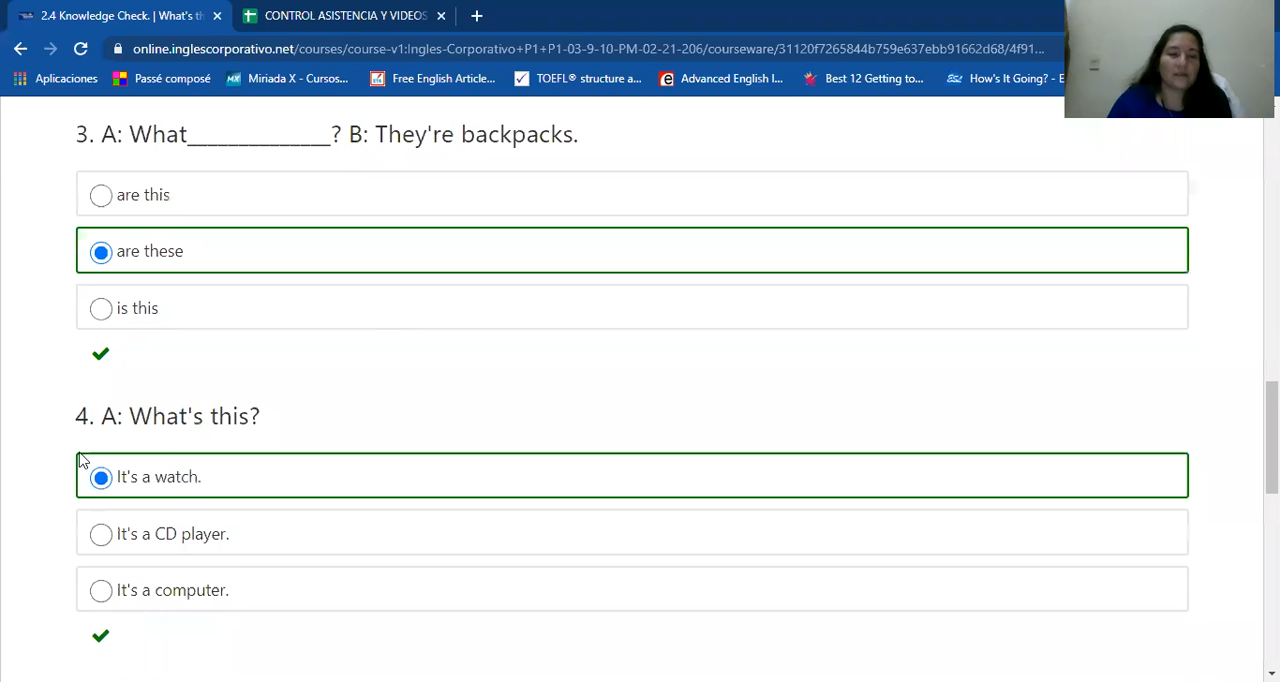 2.4 Knowledge Check. | What's th
CONTROL ASISTENCIA Y VIDEOS
online.inglescorporativo.net/courses/course-v1:Ingles-Corporativo+P1+P1-03-9-10-PM-02-21-206/courseware/31120f7265844b759e637ebb91662d68/4f91...
Aplicaciones
Passé composé
Miriada X - Cursos...
Free English Article...
TOEFL® structure a...
Advanced English l...
Best 12 Getting to...
How's It Going? - E
3. A: What______________? B: They're backpacks.
are this
are these
is this
4. A: What's this?
It's a watch.
It's a CD player.
It's a computer.